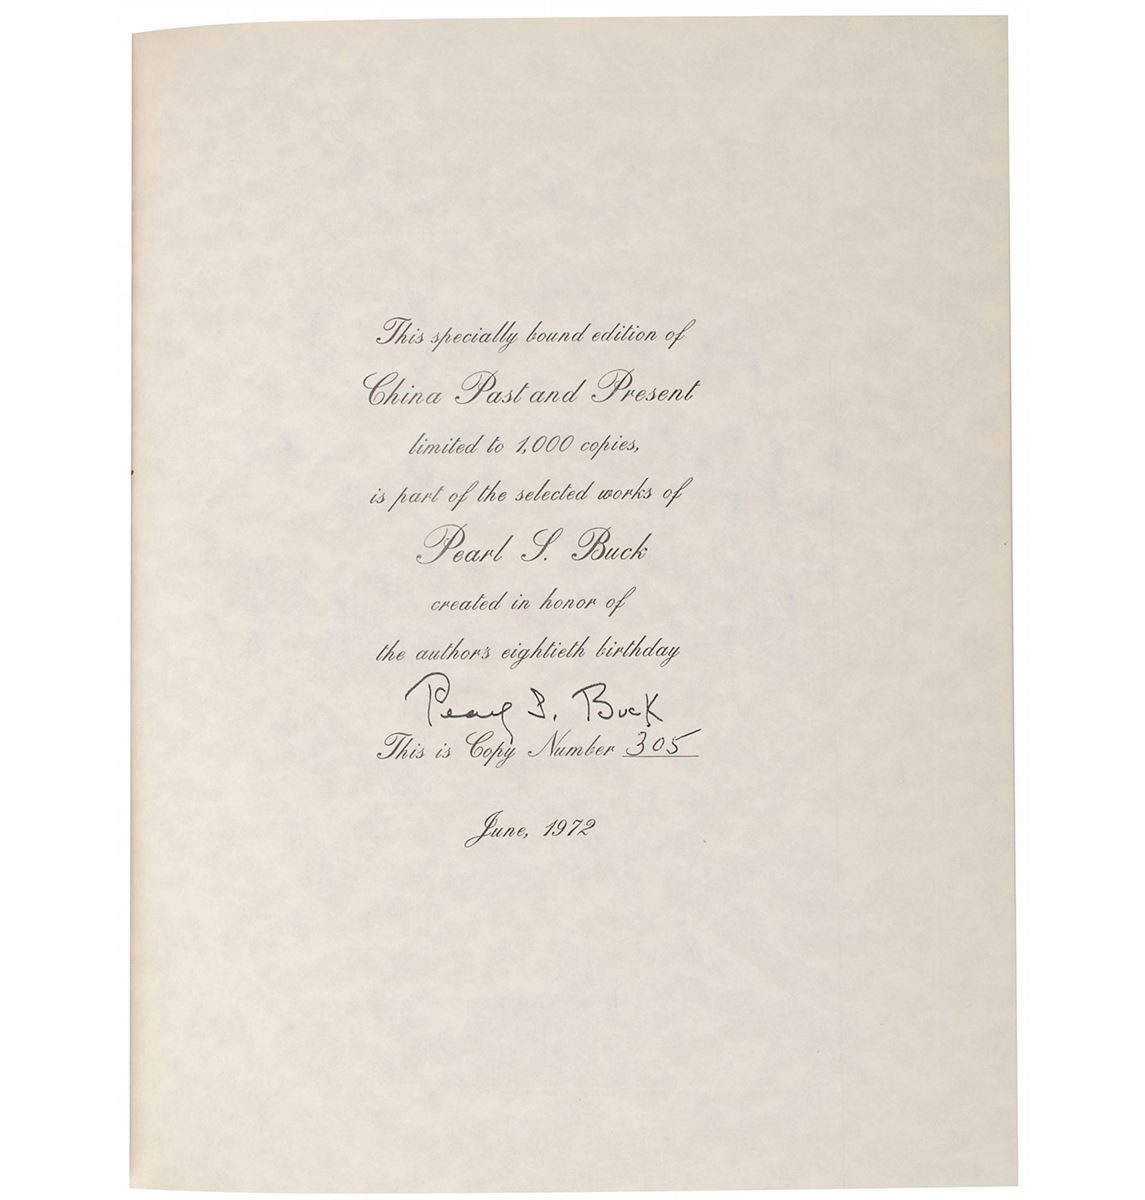 This specially bound edition of
China Past and Present
limited to 1,000 copies,
is part of the selected works of
Pearl S. Buck
created in honor of
the author's eightieth birthday
Pearl S. Buck
This is Copy Number 305
June, 1972